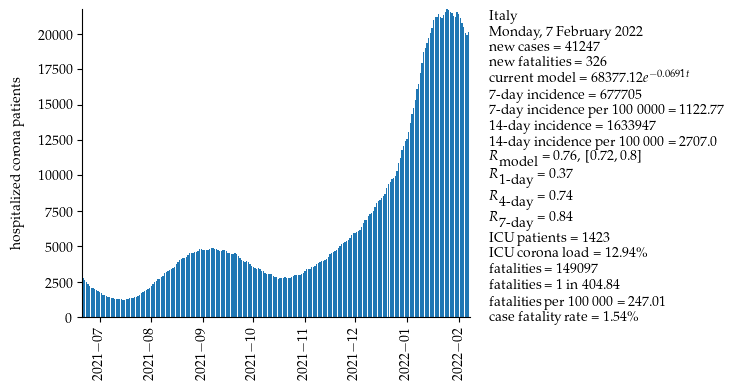 hospitalized corona patients
20000
17500
15000
12500
10000
7500
5000
2500
0
2021−07
2021−08
2021−09
2021−10
2021−11
2021−12
2022−01
2022−02
Italy
Monday, 7 February 2022
new cases = 41247
new fatalities = 326
current model = 68377.12e^{−0.0691t}
7-day incidence = 677705
7-day incidence per 100 0000 = 1122.77
14-day incidence = 1633947
14-day incidence per 100 000 = 2707.0
R_model = 0.76, [0.72, 0.8]
R_1-day = 0.37
R_4-day = 0.74
R_7-day = 0.84
ICU patients = 1423
ICU corona load = 12.94%
fatalities = 149097
fatalities = 1 in 404.84
fatalities per 100 000 = 247.01
case fatality rate = 1.54%